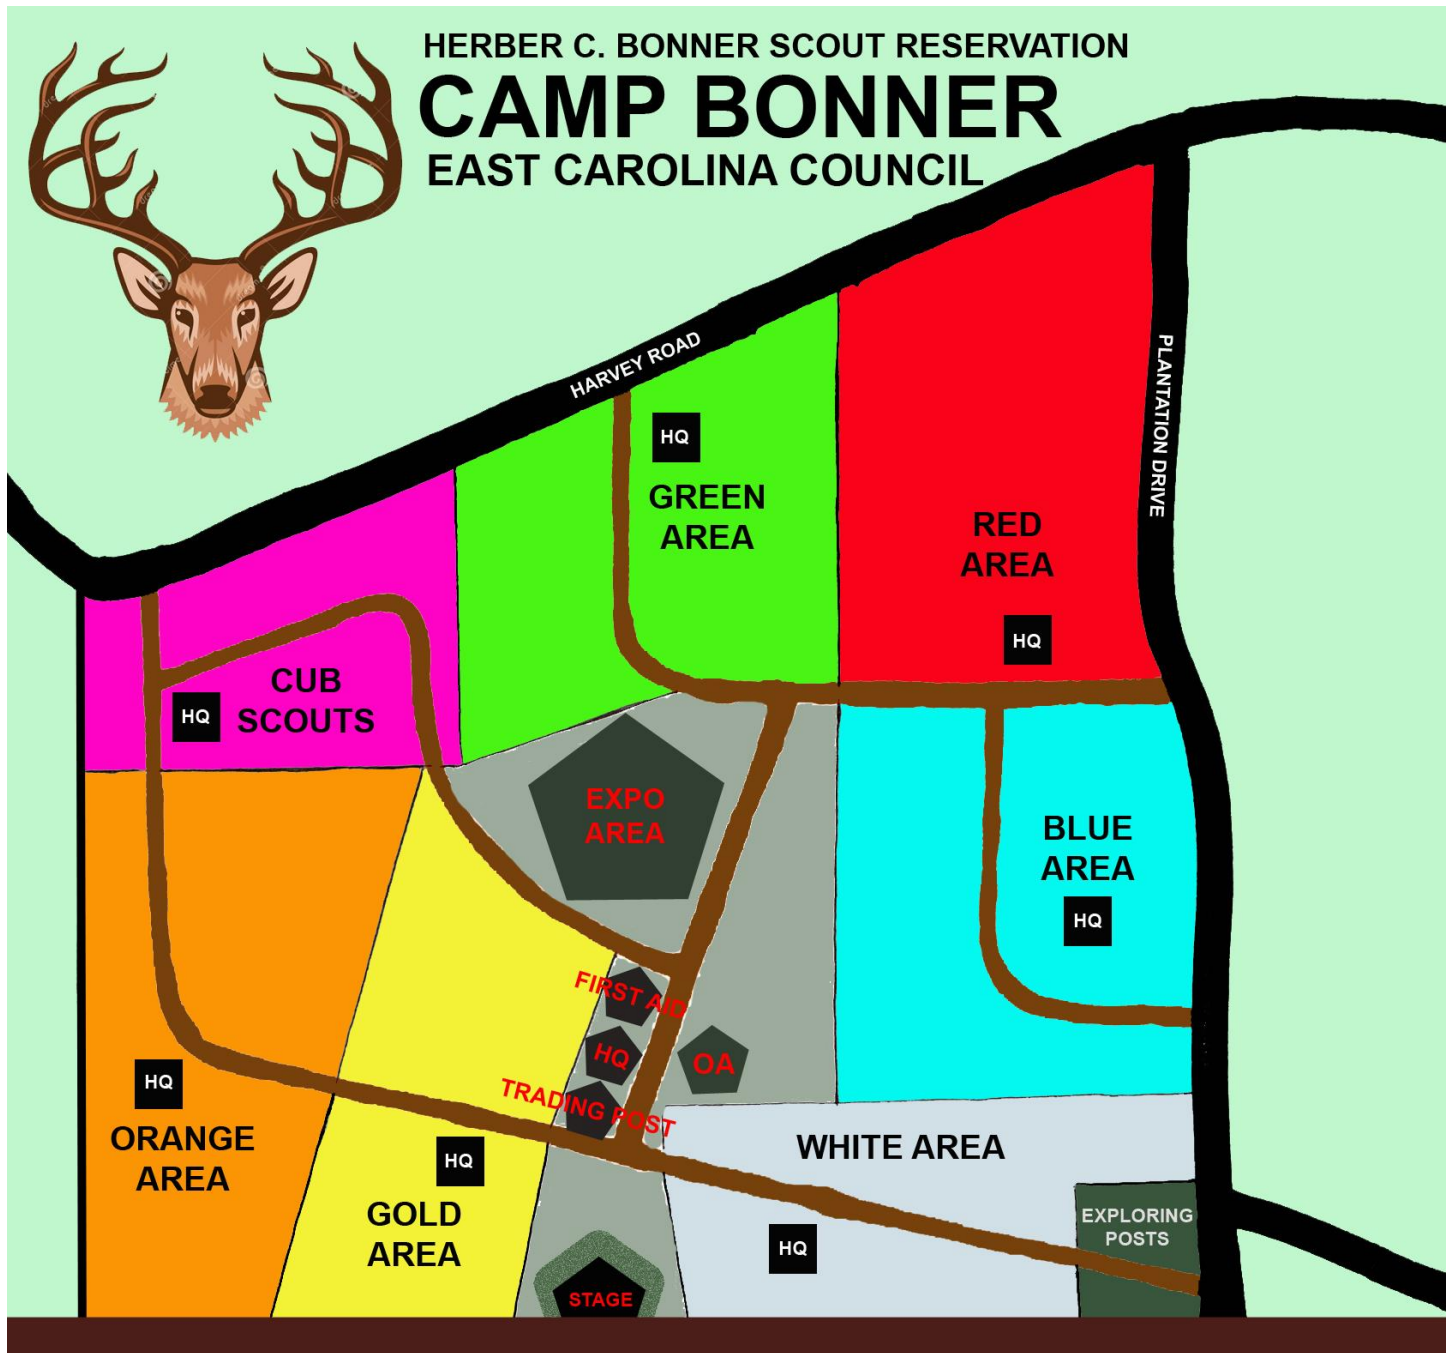 HERBER C. BONNER SCOUT RESERVATION
CAMP BONNER
EAST CAROLINA COUNCIL
HARVEY ROAD
PLANTATION DRIVE
HQ
GREEN
AREA
RED
AREA
HQ
CUB
SCOUTS
HQ
EXPO
AREA
BLUE
AREA
HQ
FIRST AID
HQ
OA
TRADING POST
HQ
ORANGE
AREA
HQ
GOLD
AREA
WHITE AREA
HQ
EXPLORING
POSTS
STAGE